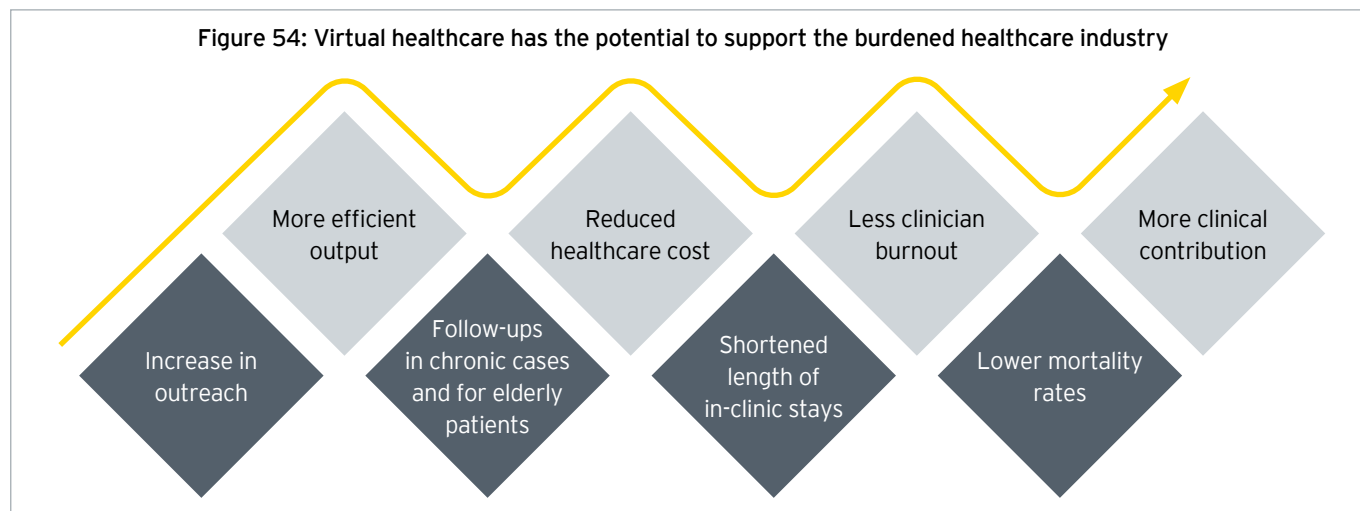 Figure 54: Virtual healthcare has the potential to support the burdened healthcare industry
More efficient
output
Reduced
healthcare cost
Less clinician
burnout
More clinical
contribution
Increase in
outreach
Follow-ups
in chronic cases
and for elderly
patients
Shortened
length of
in-clinic stays
Lower mortality
rates